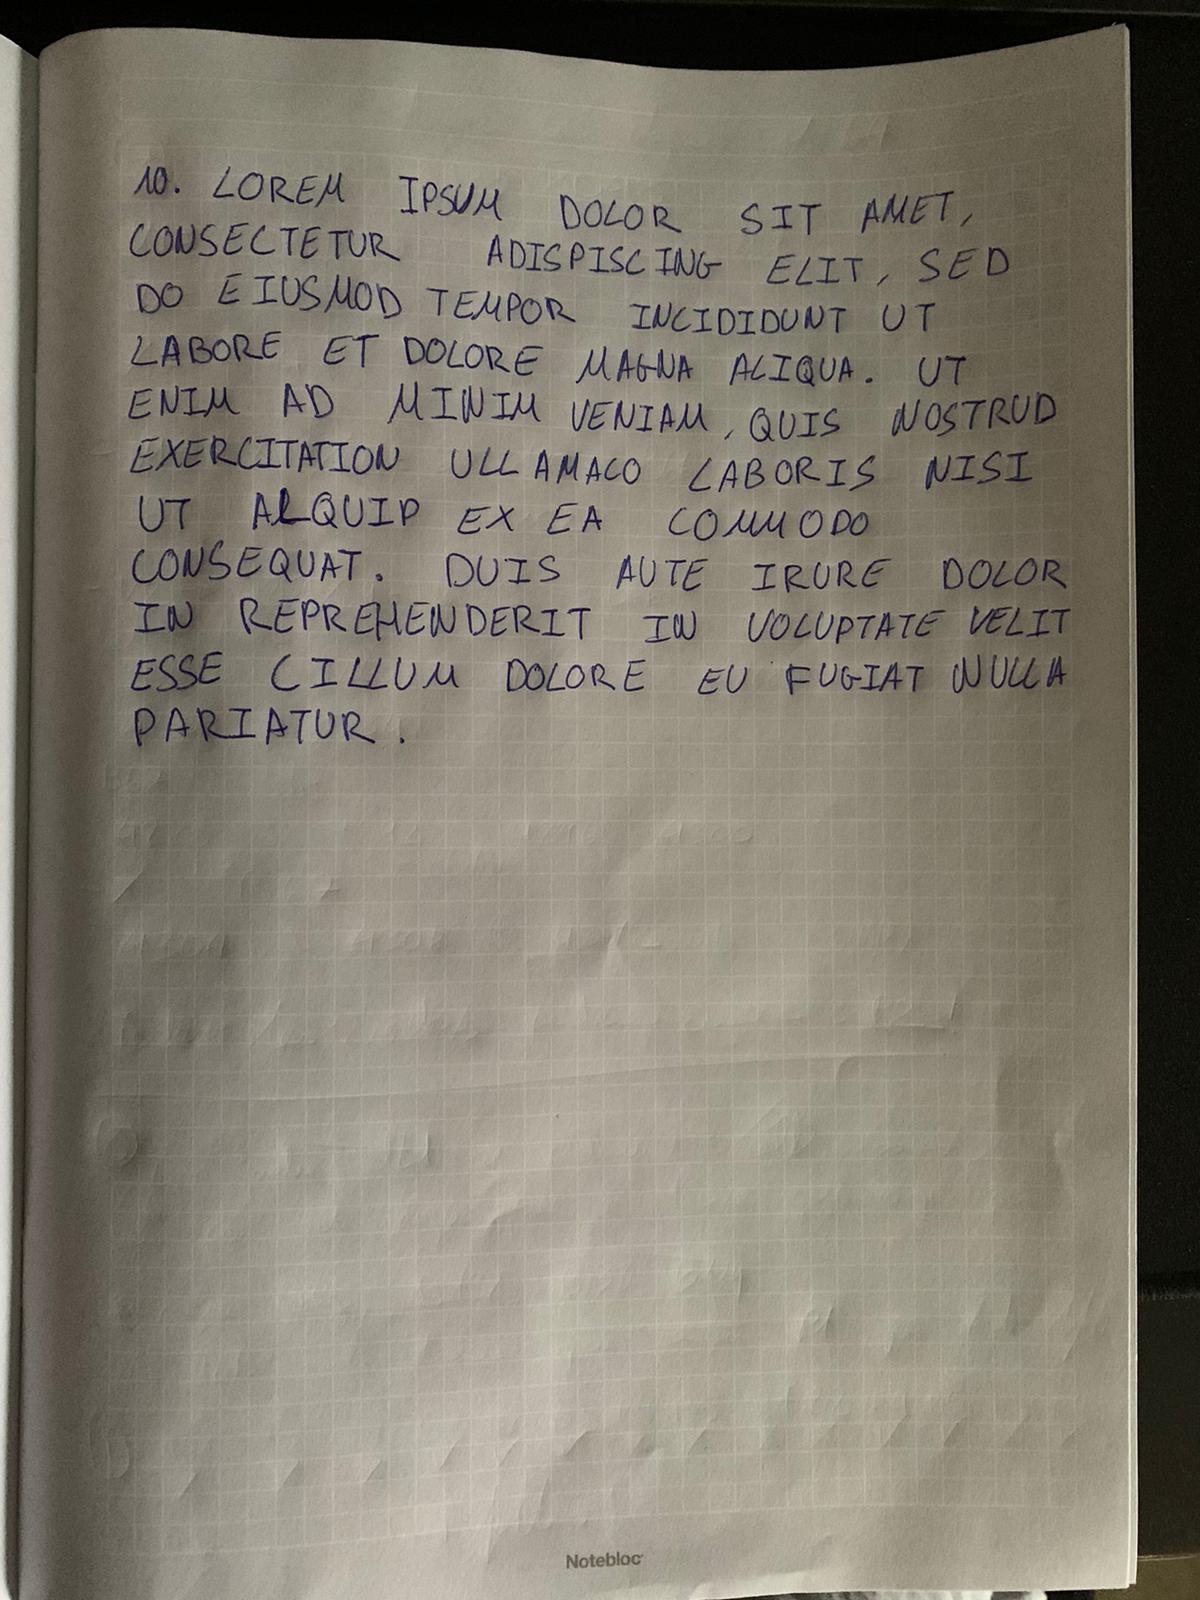 10. LOREM IPSUM DOLOR SIT AMET,
CONSECTETUR ADISPISCING ELIT, SED
DO EIUSMOD TEMPOR INCIDIDUNT UT
LABORE ET DOLORE MAGNA ALIQUA. UT
ENIM AD MINIM VENIAM, QUIS NOSTRUD
EXERCITATION ULLAMACO LABORIS NISI
UT ALQUIP EX EA COMMODO
CONSEQUAT. DUIS AUTE IRURE DOLOR
IN REPREHENDERIT IN VOLUPTATE VELIT
ESSE CILLUM DOLORE EU FUGIAT NULLA
PARIATUR.
Notebloc